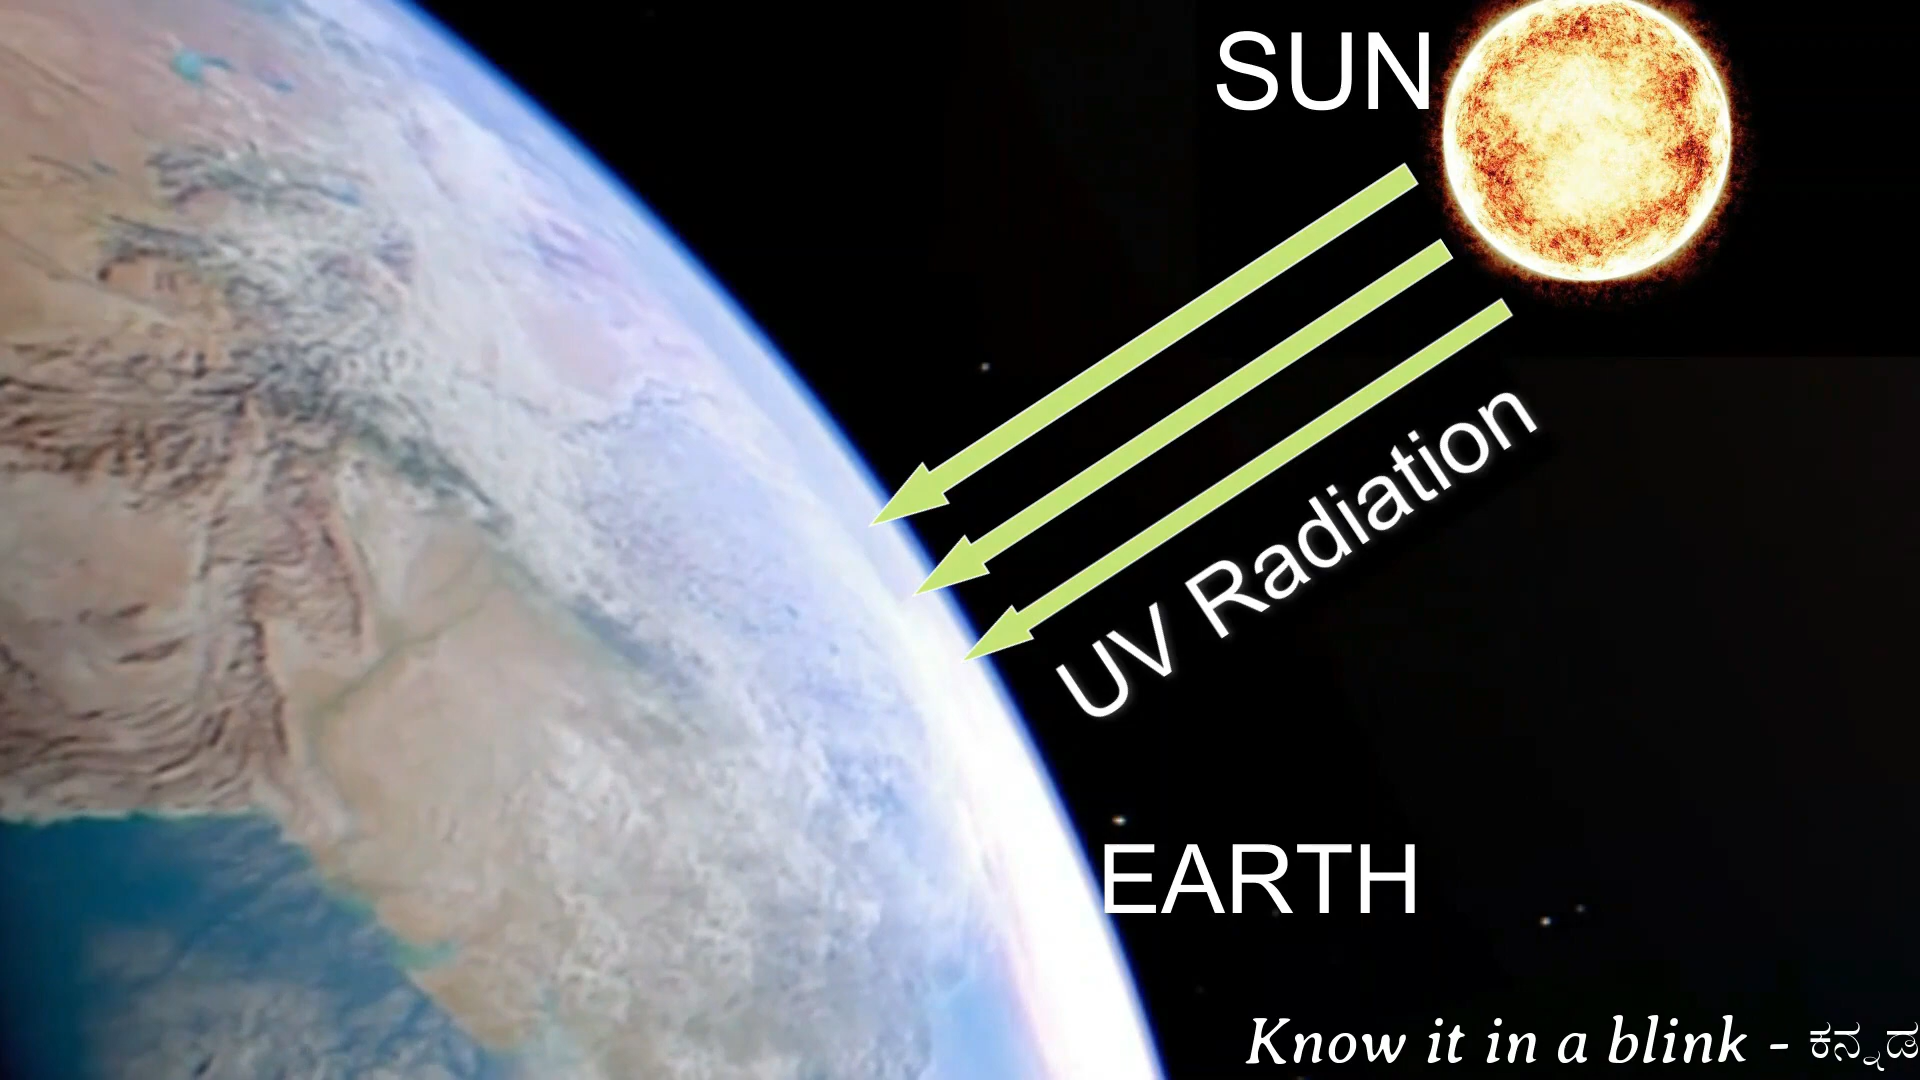 SUN
UV Radiation
EARTH
Know it in a blink - ಕನ್ನಡ